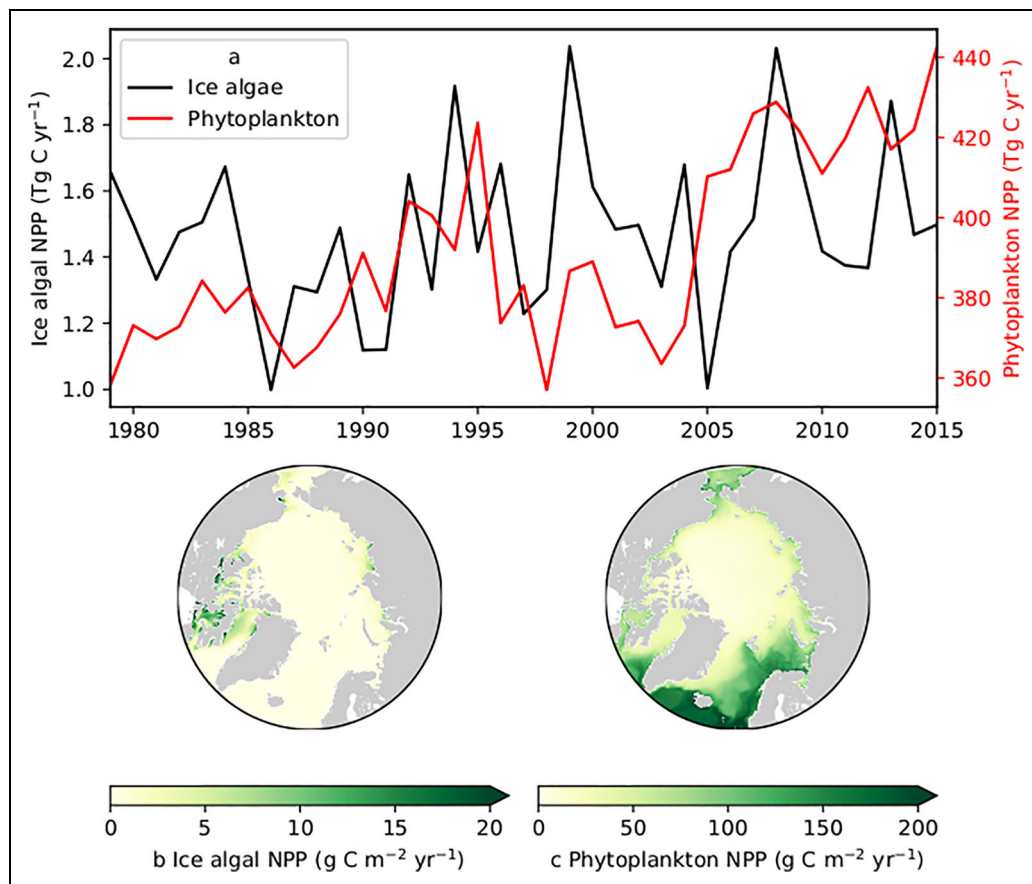 a
Ice algae
Phytoplankton
Ice algal NPP (Tg C yr⁻¹)
2.0
1.8
1.6
1.4
1.2
1.0
Phytoplankton NPP (Tg C yr⁻¹)
440
420
400
380
360
1980 1985 1990 1995 2000 2005 2010 2015
0 5 10 15 20
b Ice algal NPP (g C m⁻² yr⁻¹)
0 50 100 150 200
c Phytoplankton NPP (g C m⁻² yr⁻¹)